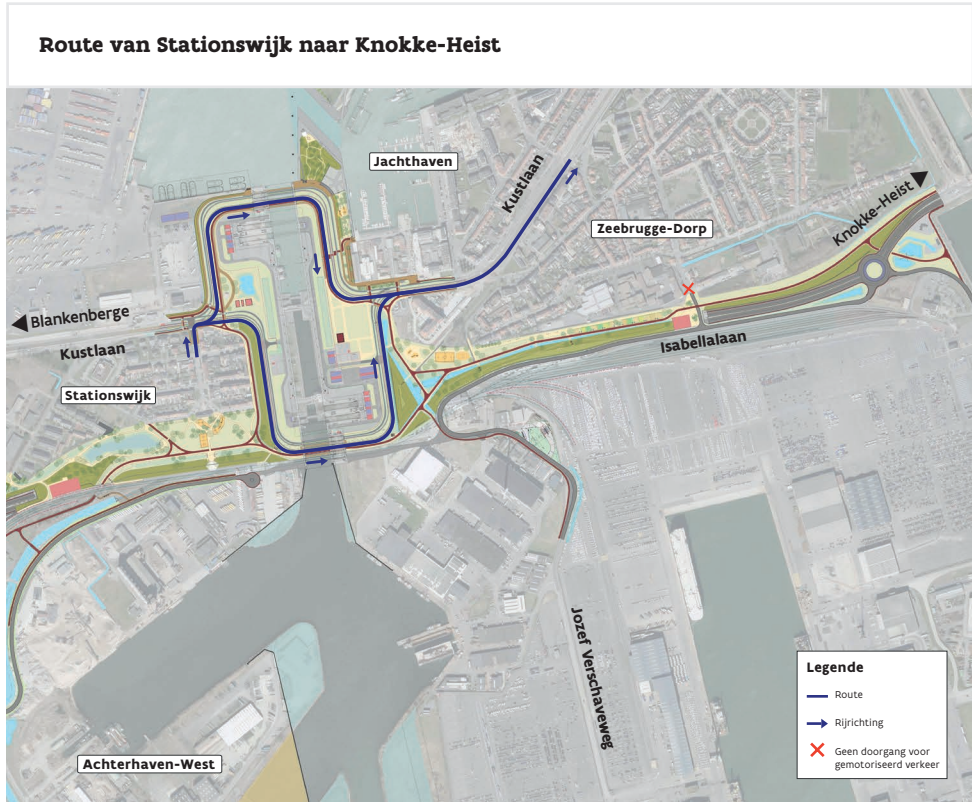 Route van Stationswijk naar Knokke-Heist
Jachthaven
Kustlaan
Zeebrugge-Dorp
Knokke-Heist
Blankenberge
Kustlaan
Isabellalaan
Stationswijk
Jozef Verschaveweg
Achterhaven-West
Legende
Route
Rijrichting
Geen doorgang voor
gemotoriseerd verkeer